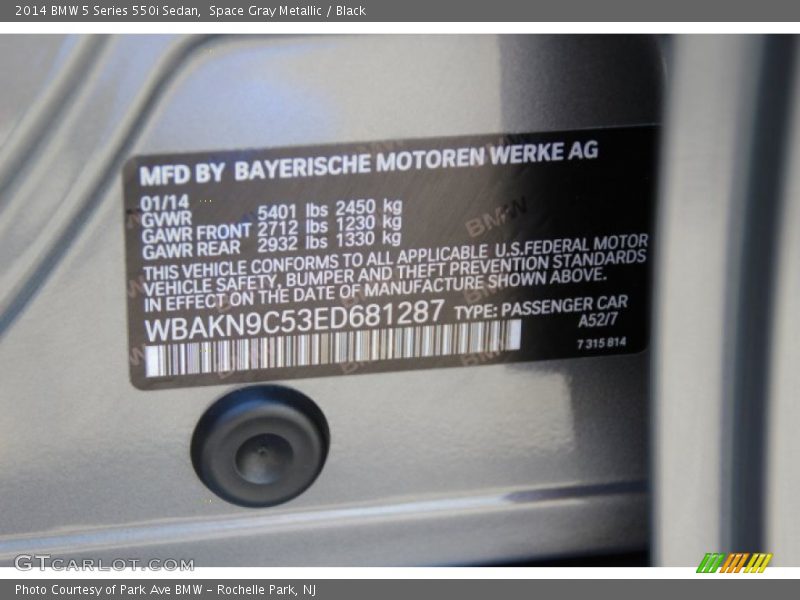 2014 BMW 5 Series 550i Sedan, Space Gray Metallic / Black
MFD BY BAYERISCHE MOTOREN WERKE AG
01/14
GVWR 5401 lbs 2450 kg
GAWR FRONT 2712 lbs 1230 kg
GAWR REAR 2932 lbs 1330 kg
THIS VEHICLE CONFORMS TO ALL APPLICABLE U.S.FEDERAL MOTOR
VEHICLE SAFETY, BUMPER AND THEFT PREVENTION STANDARDS
IN EFFECT ON THE DATE OF MANUFACTURE SHOWN ABOVE.
WBAKN9C53ED681287 TYPE: PASSENGER CAR
A52/7
7 315 814
GTCARLOT.COM
Photo Courtesy of Park Ave BMW - Rochelle Park, NJ